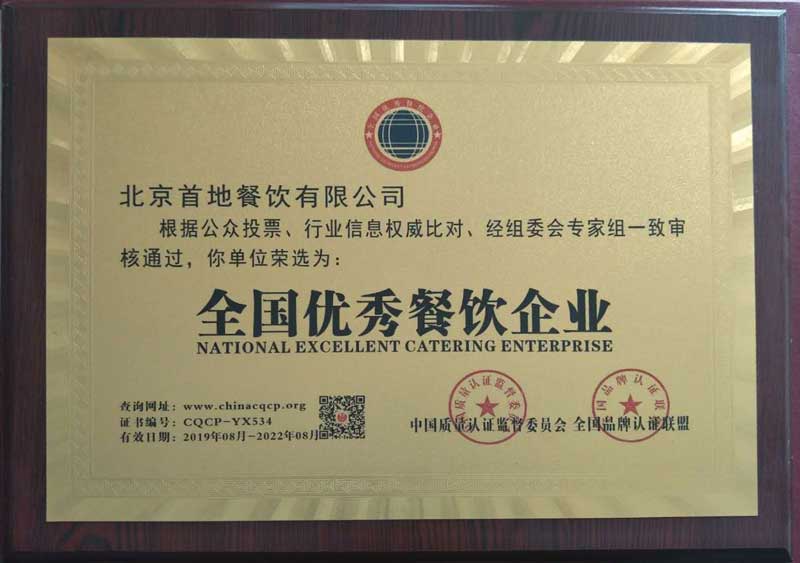 北京首地餐饮有限公司
根据公众投票、行业信息权威比对、经组委会专家组一致审
核通过，你单位荣选为：
全国优秀餐饮企业
NATIONAL EXCELLENT CATERING ENTERPRISE
查询网址：www.chinacqcp.org
证书编号：CQCP-YX534
有效日期：2019年08月-2022年08月
中国质量认证监督委员会 全国品牌认证联盟